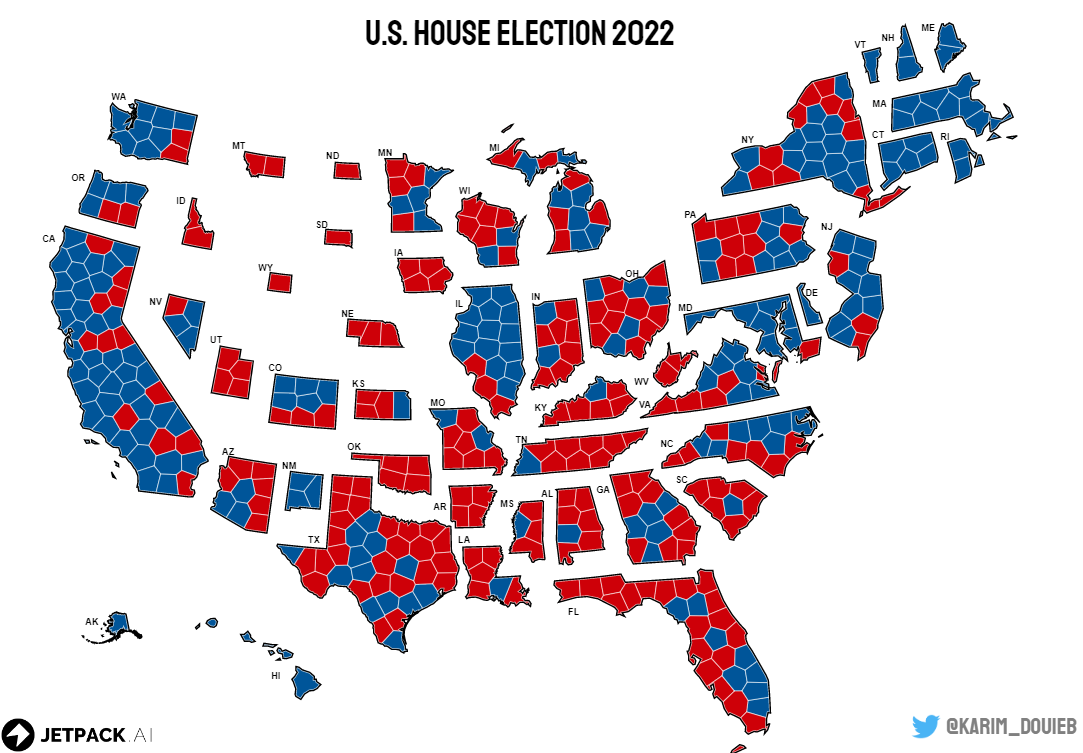 U.S. HOUSE ELECTION 2022
ME
NH
VT
WA
MA
NY
CT
RI
MT
ND
MN
MI
OR
WI
ID
PA
SD
NJ
CA
IA
WY
OH
DE
NV
IL
IN
MD
NE
UT
CO
KS
WV
MO
KY
VA
TN
NC
OK
AZ
NM
SC
AR
MS
AL
GA
TX
LA
FL
AK
HI
JETPACK.AI
@KARIM_DOUIEB